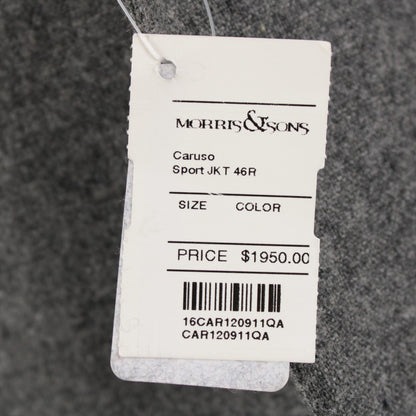 MORRIS&SONS
Caruso
Sport JKT 46R
SIZE COLOR
PRICE $1950.00
16CAR120911QA
CAR120911QA